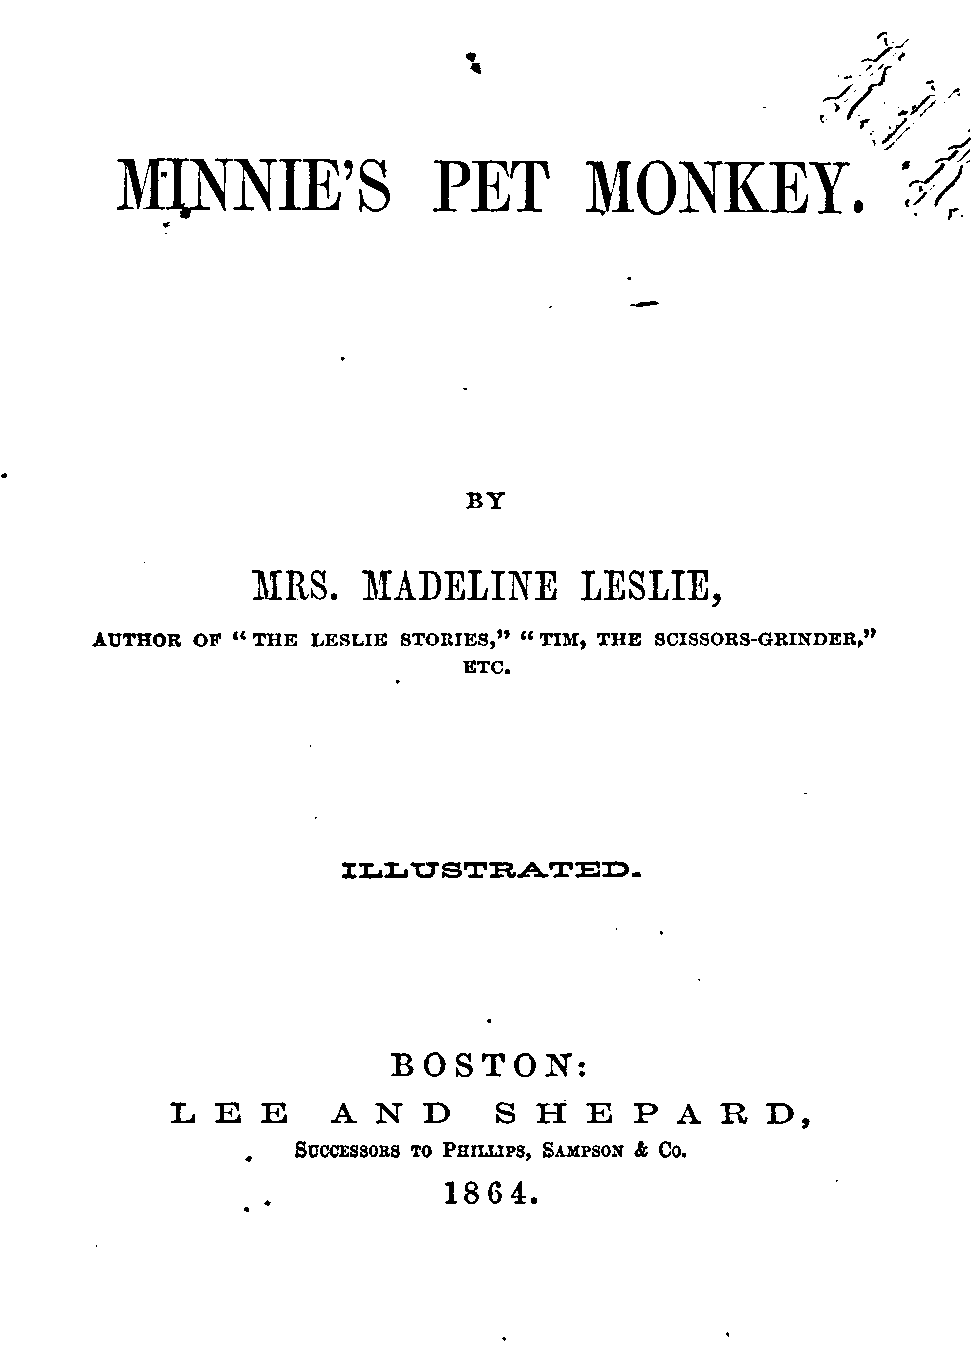 MINNIE'S PET MONKEY.
BY
MRS. MADELINE LESLIE,
AUTHOR OF "THE LESLIE STORIES," "TIM, THE SCISSORS-GRINDER,"
ETC.
ILLUSTRATED.
BOSTON:
LEE AND SHEPARD,
SUCCESSORS TO PHILLIPS, SAMPSON & CO.
1864.